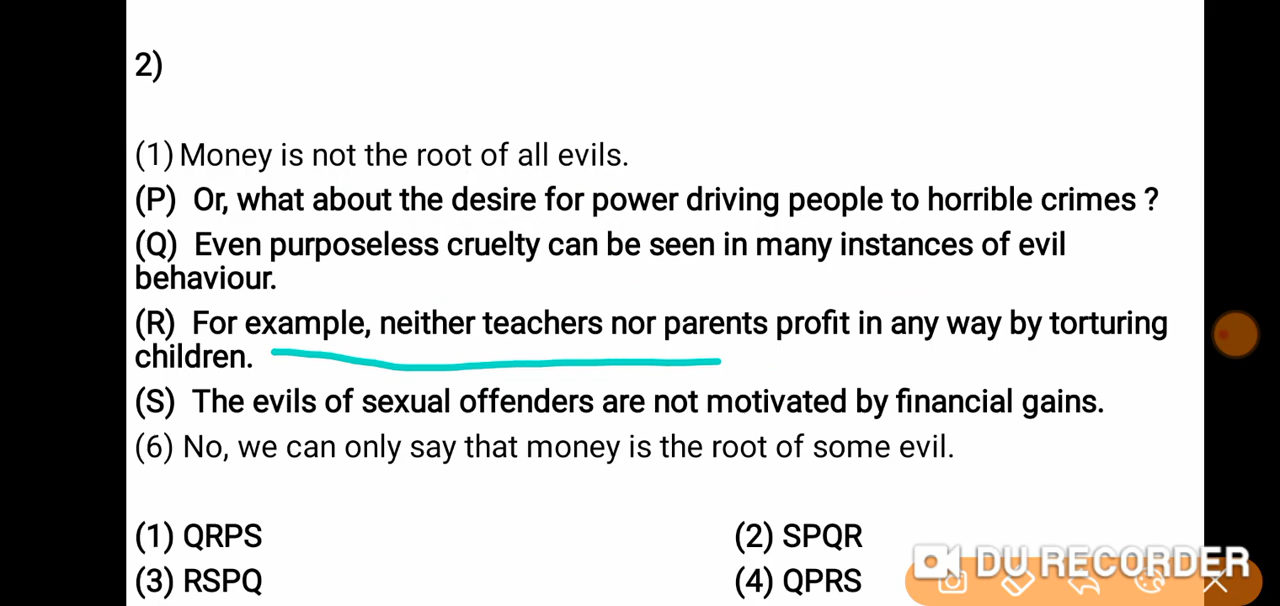 2)
(1) Money is not the root of all evils.
(P) Or, what about the desire for power driving people to horrible crimes ?
(Q) Even purposeless cruelty can be seen in many instances of evil
behaviour.
(R) For example, neither teachers nor parents profit in any way by torturing
children.
(S) The evils of sexual offenders are not motivated by financial gains.
(6) No, we can only say that money is the root of some evil.
(1) QRPS (2) SPQR
(3) RSPQ (4) QPRS
DU RECORDER